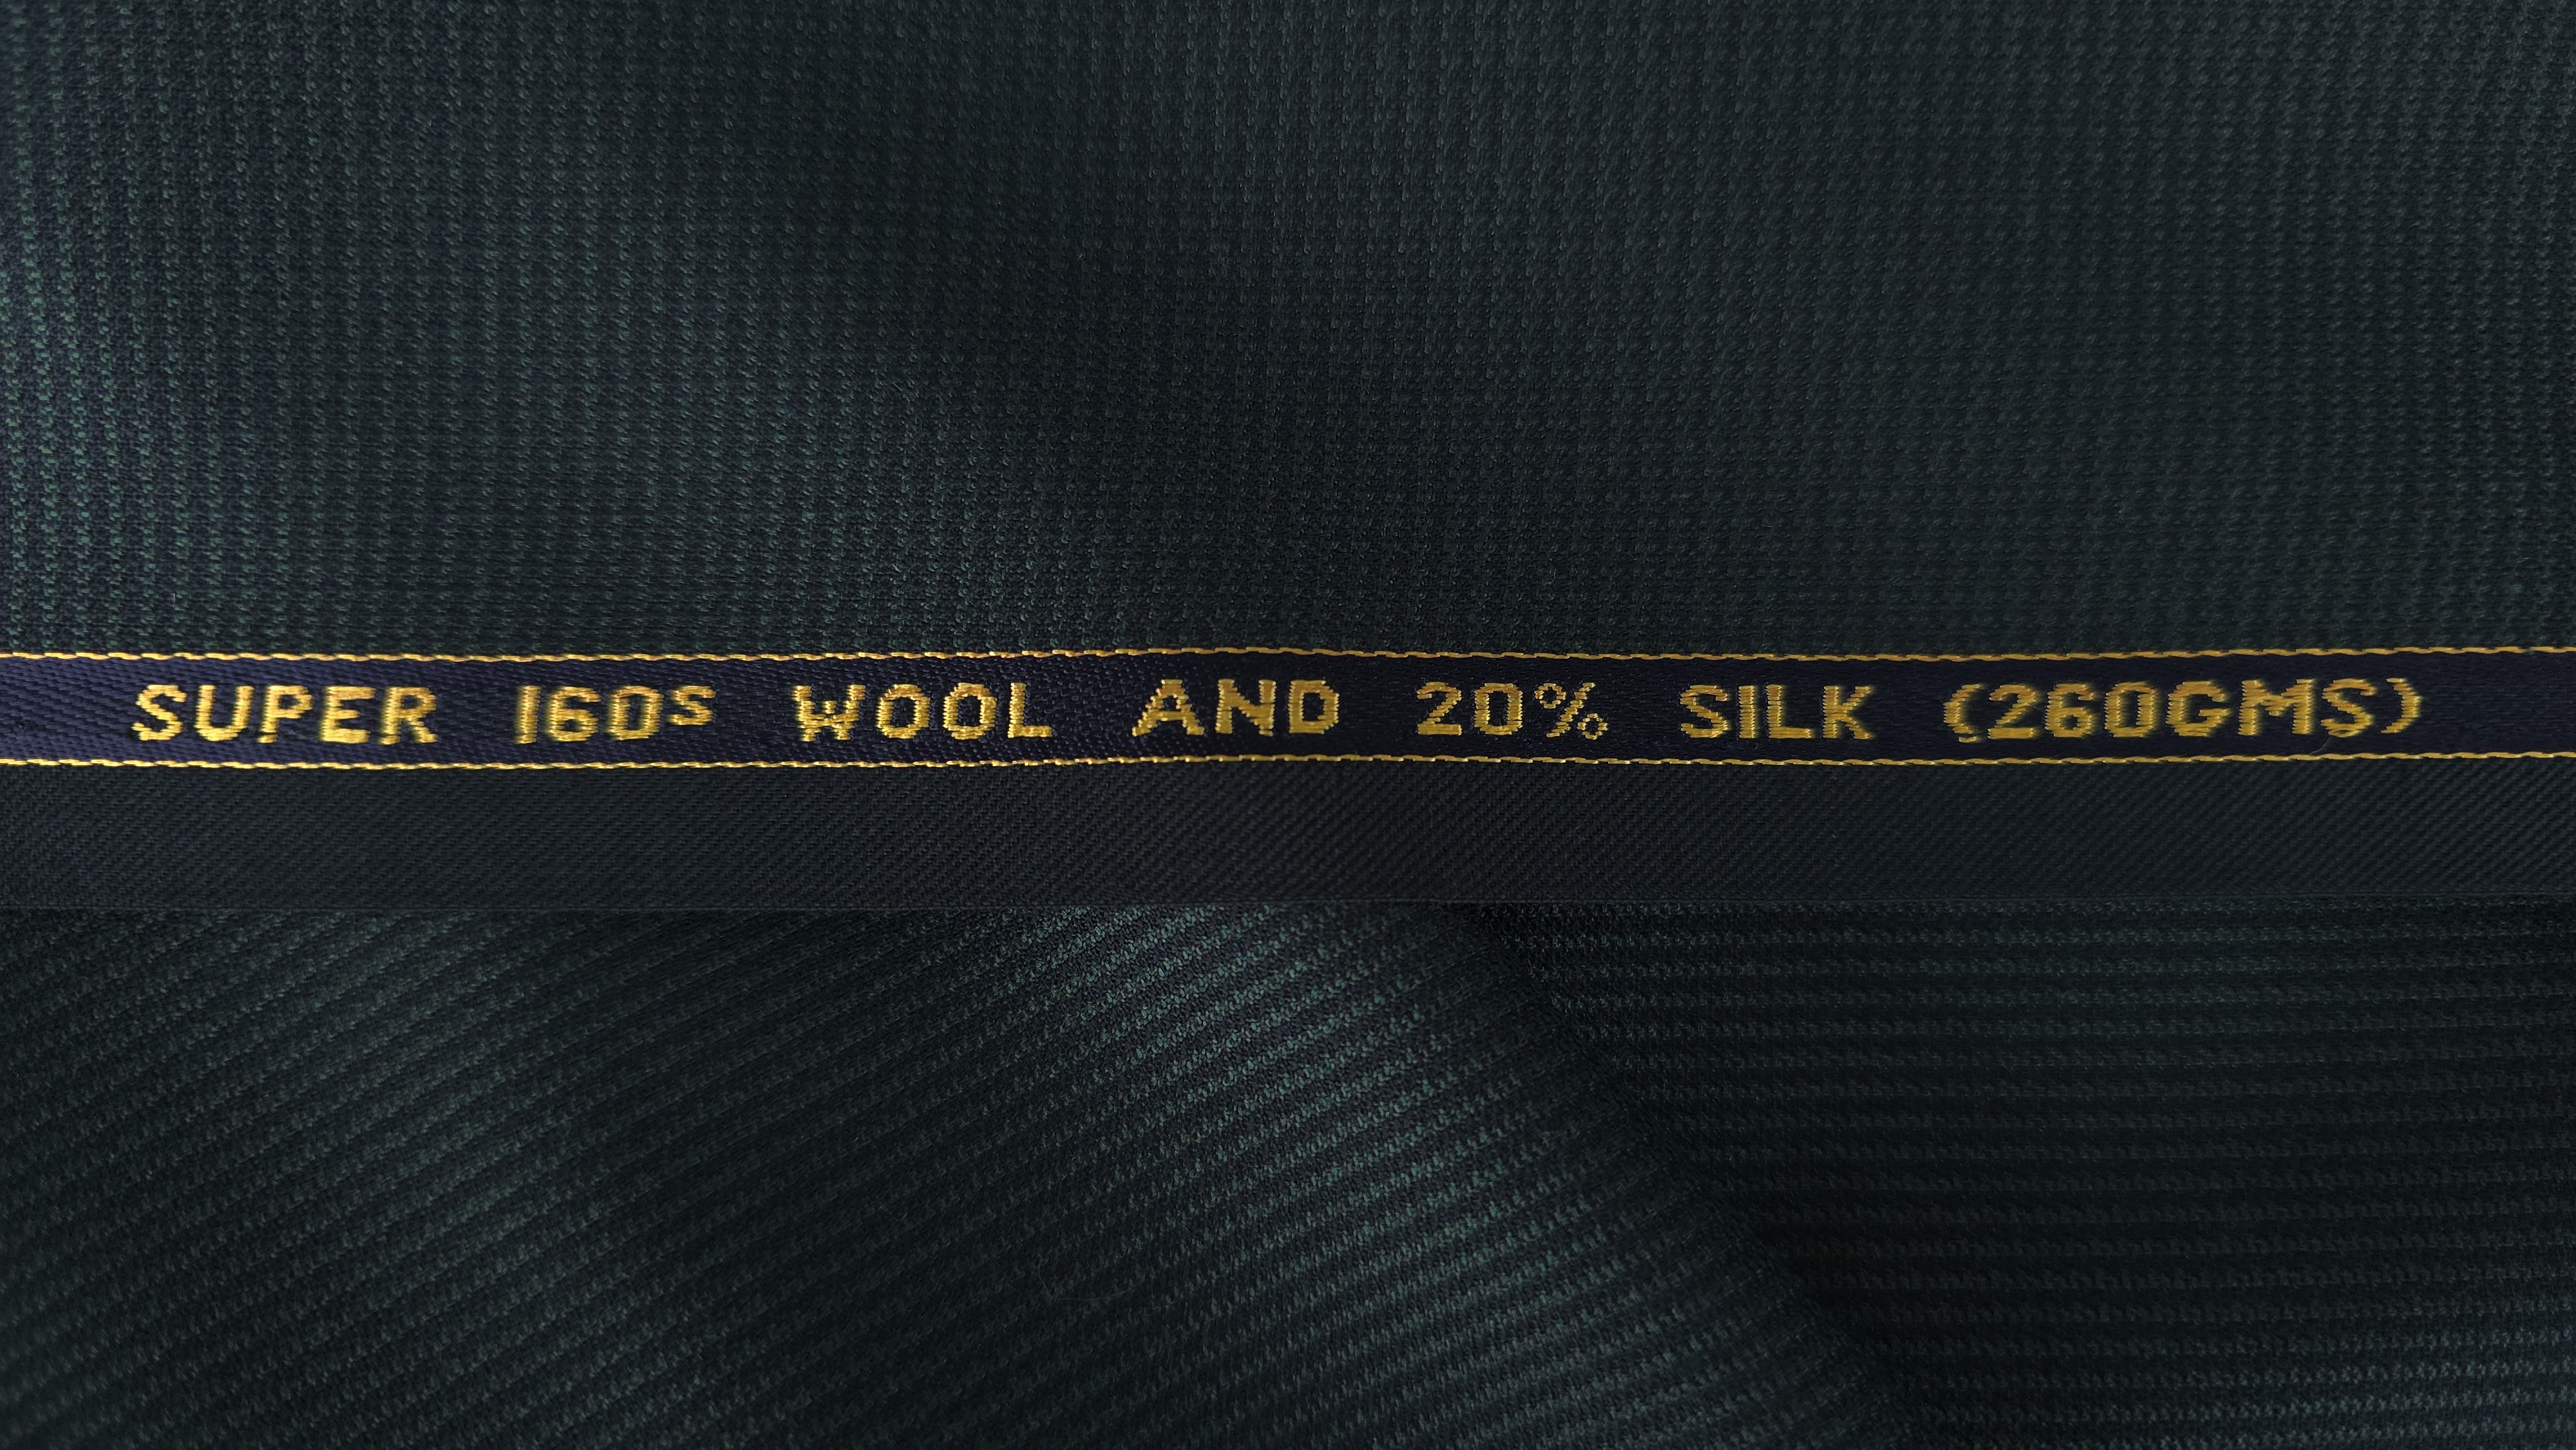 SUPER 160s WOOL AND 20% SILK (260GMS)